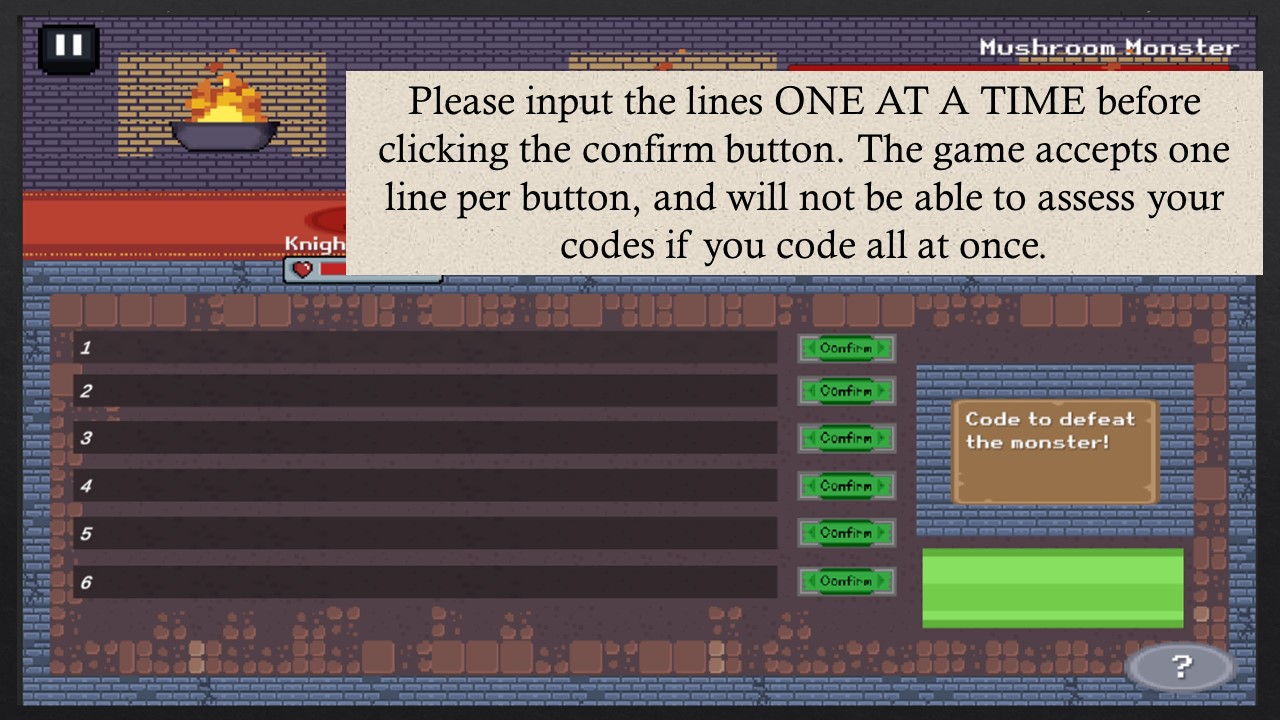 Mushroom Monster
Please input the lines ONE AT A TIME before
clicking the confirm button. The game accepts one
line per button, and will not be able to assess your
codes if you code all at once.
Knigh
1 Confirm
2 Confirm
3 Confirm
4 Confirm
5 Confirm
6 Confirm
Code to defeat
the monster!
?